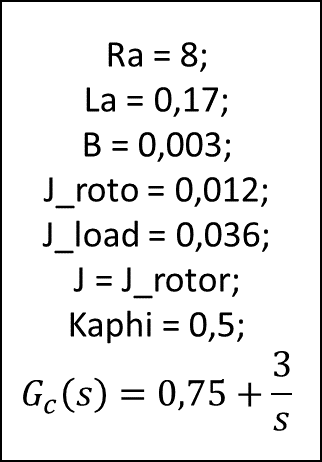 Ra = 8;
La = 0,17;
B = 0,003;
J_roto = 0,012;
J_load = 0,036;
J = J_rotor;
Kaphi = 0,5;
G_c(s) = 0,75 + 3/s